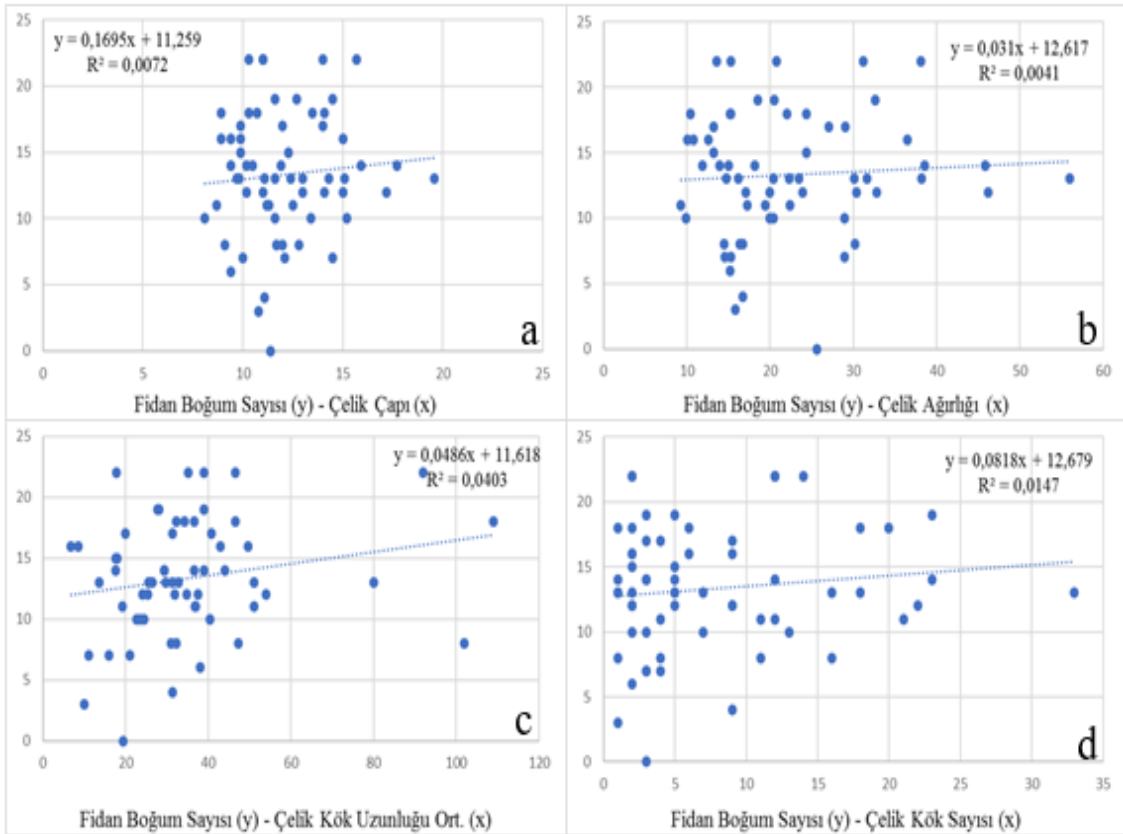 y = 0,1695x + 11,259
R² = 0,0072
25
20
15
10
5
0
0 5 10 15 20 25
a
Fidan Boğum Sayısı (y) - Çelik Çapı (x)
y = 0,031x + 12,617
R² = 0,0041
25
20
15
10
5
0
0 10 20 30 40 50 60
b
Fidan Boğum Sayısı (y) - Çelik Ağırlığı (x)
y = 0,0486x + 11,618
R² = 0,0403
25
20
15
10
5
0
0 20 40 60 80 100 120
c
Fidan Boğum Sayısı (y) - Çelik Kök Uzunluğu Ort. (x)
y = 0,0818x + 12,679
R² = 0,0147
25
20
15
10
5
0
0 5 10 15 20 25 30 35
d
Fidan Boğum Sayısı (y) - Çelik Kök Sayısı (x)